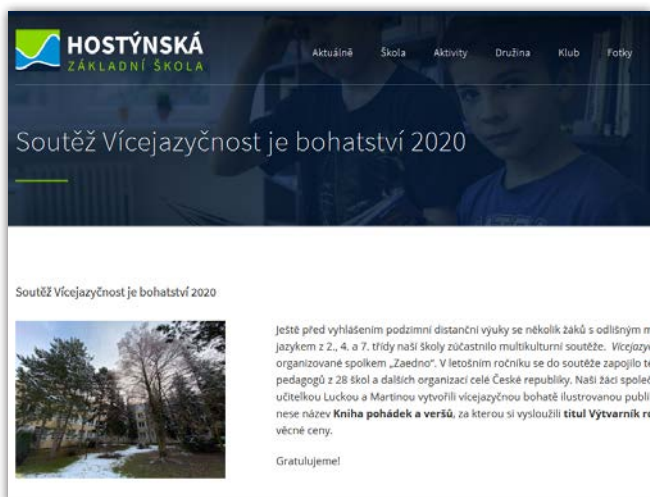 HOSTÝNSKÁ
ZÁKLADNÍ ŠKOLA
Aktuálně Škola Aktivity Družina Klub Fotky
Soutěž Vícejazyčnost je bohatství 2020
Soutěž Vícejazyčnost je bohatství 2020
Ještě před vyhlášením podzimní distanční výuky se několik žáků s odlišným m
jazykem z 2., 4. a 7. třídy naší školy zúčastnilo multikulturní soutěže. Vícejazy
organizované spolkem „Zaedno“. V letošním ročníku se do soutěže zapojilo té
pedagogů z 28 škol a dalších organizací celé České republiky. Naši žáci společ
učitelkou Luckou a Martinou vytvořili vícejazyčnou bohatě ilustrovanou publi
nese název Kniha pohádek a veršů, za kterou si vysloužili titul Výtvarník r
věcné ceny.
Gratulujeme!